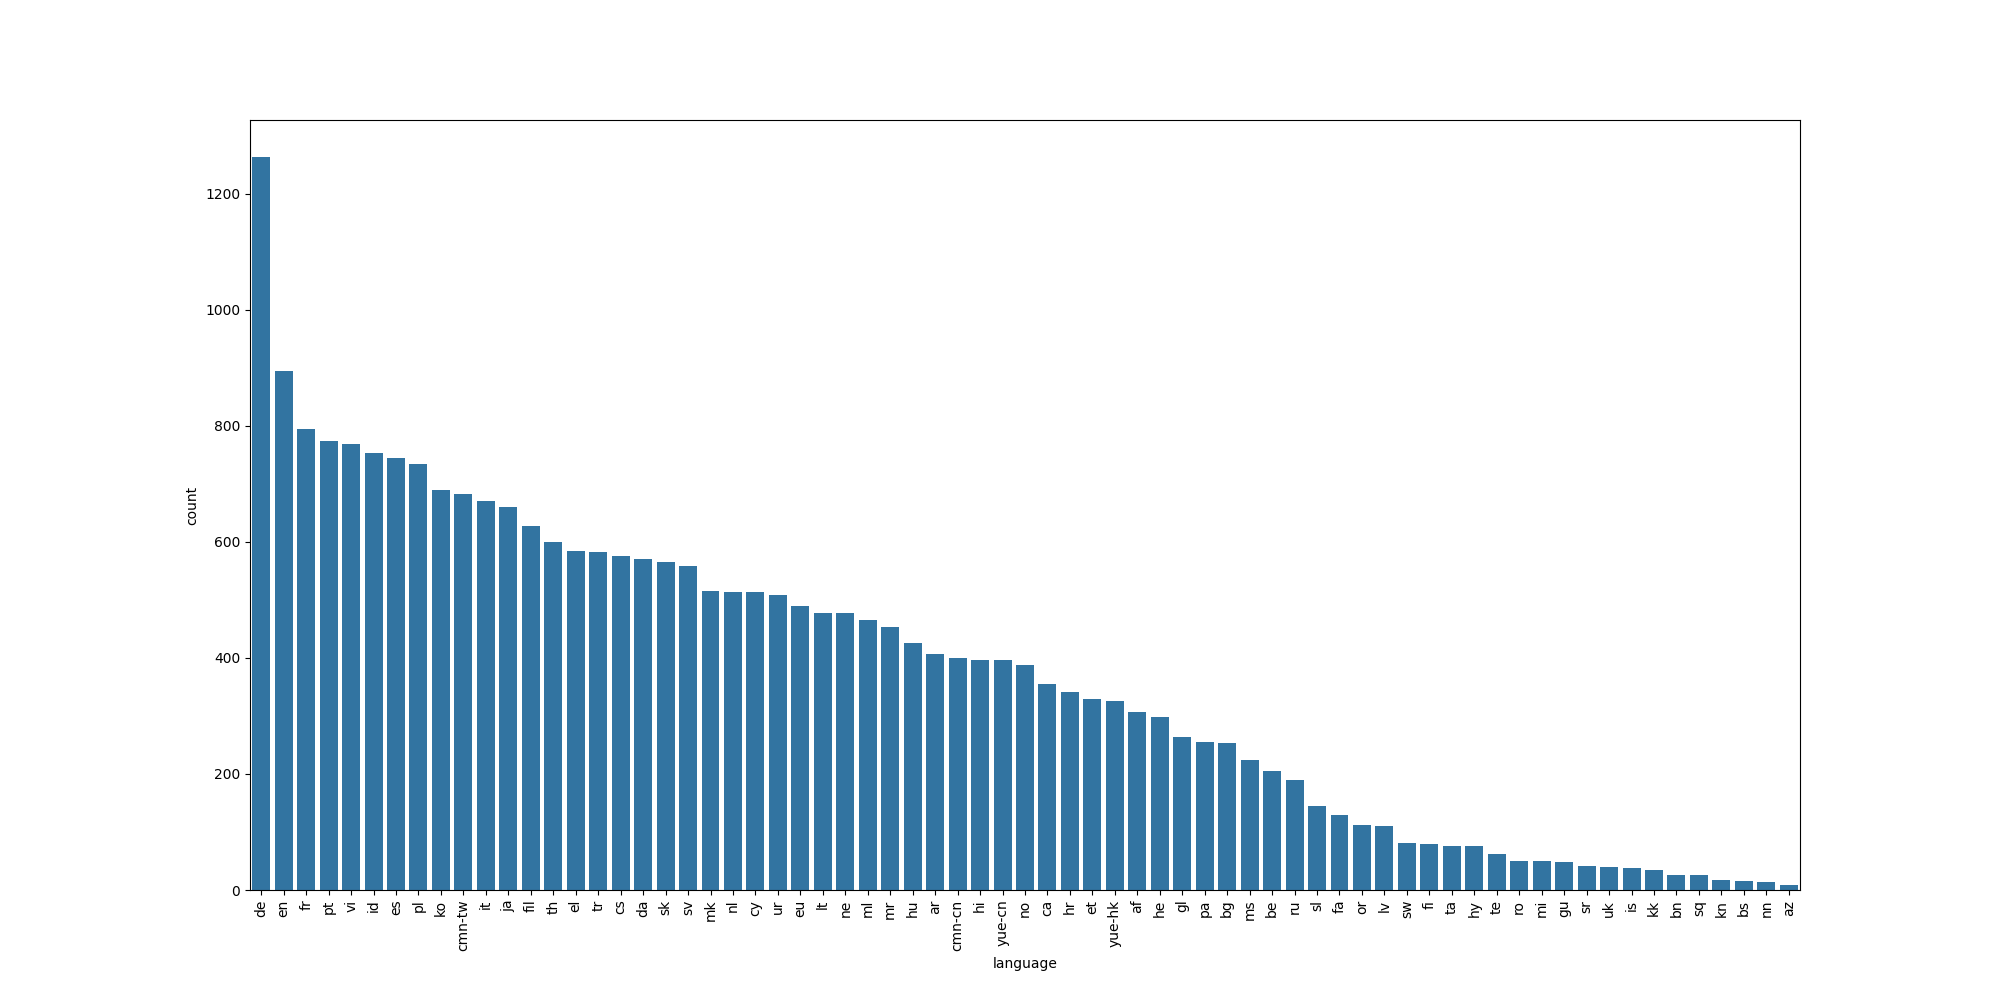 1200
1000
800
600
400
200
0
count
de en fr pt vi id es pl ko cmn-tw it ja fil th el tr cs da sk sv mk nl cy ur eu lt ne ml mr hu ar cmn-cn hi yue-cn no ca hr et yue-hk af he gl pa bg ms be ru sl fa or lv sw fi ta hy te ro mi gu sr uk is kk bn sq kn bs nn az
language